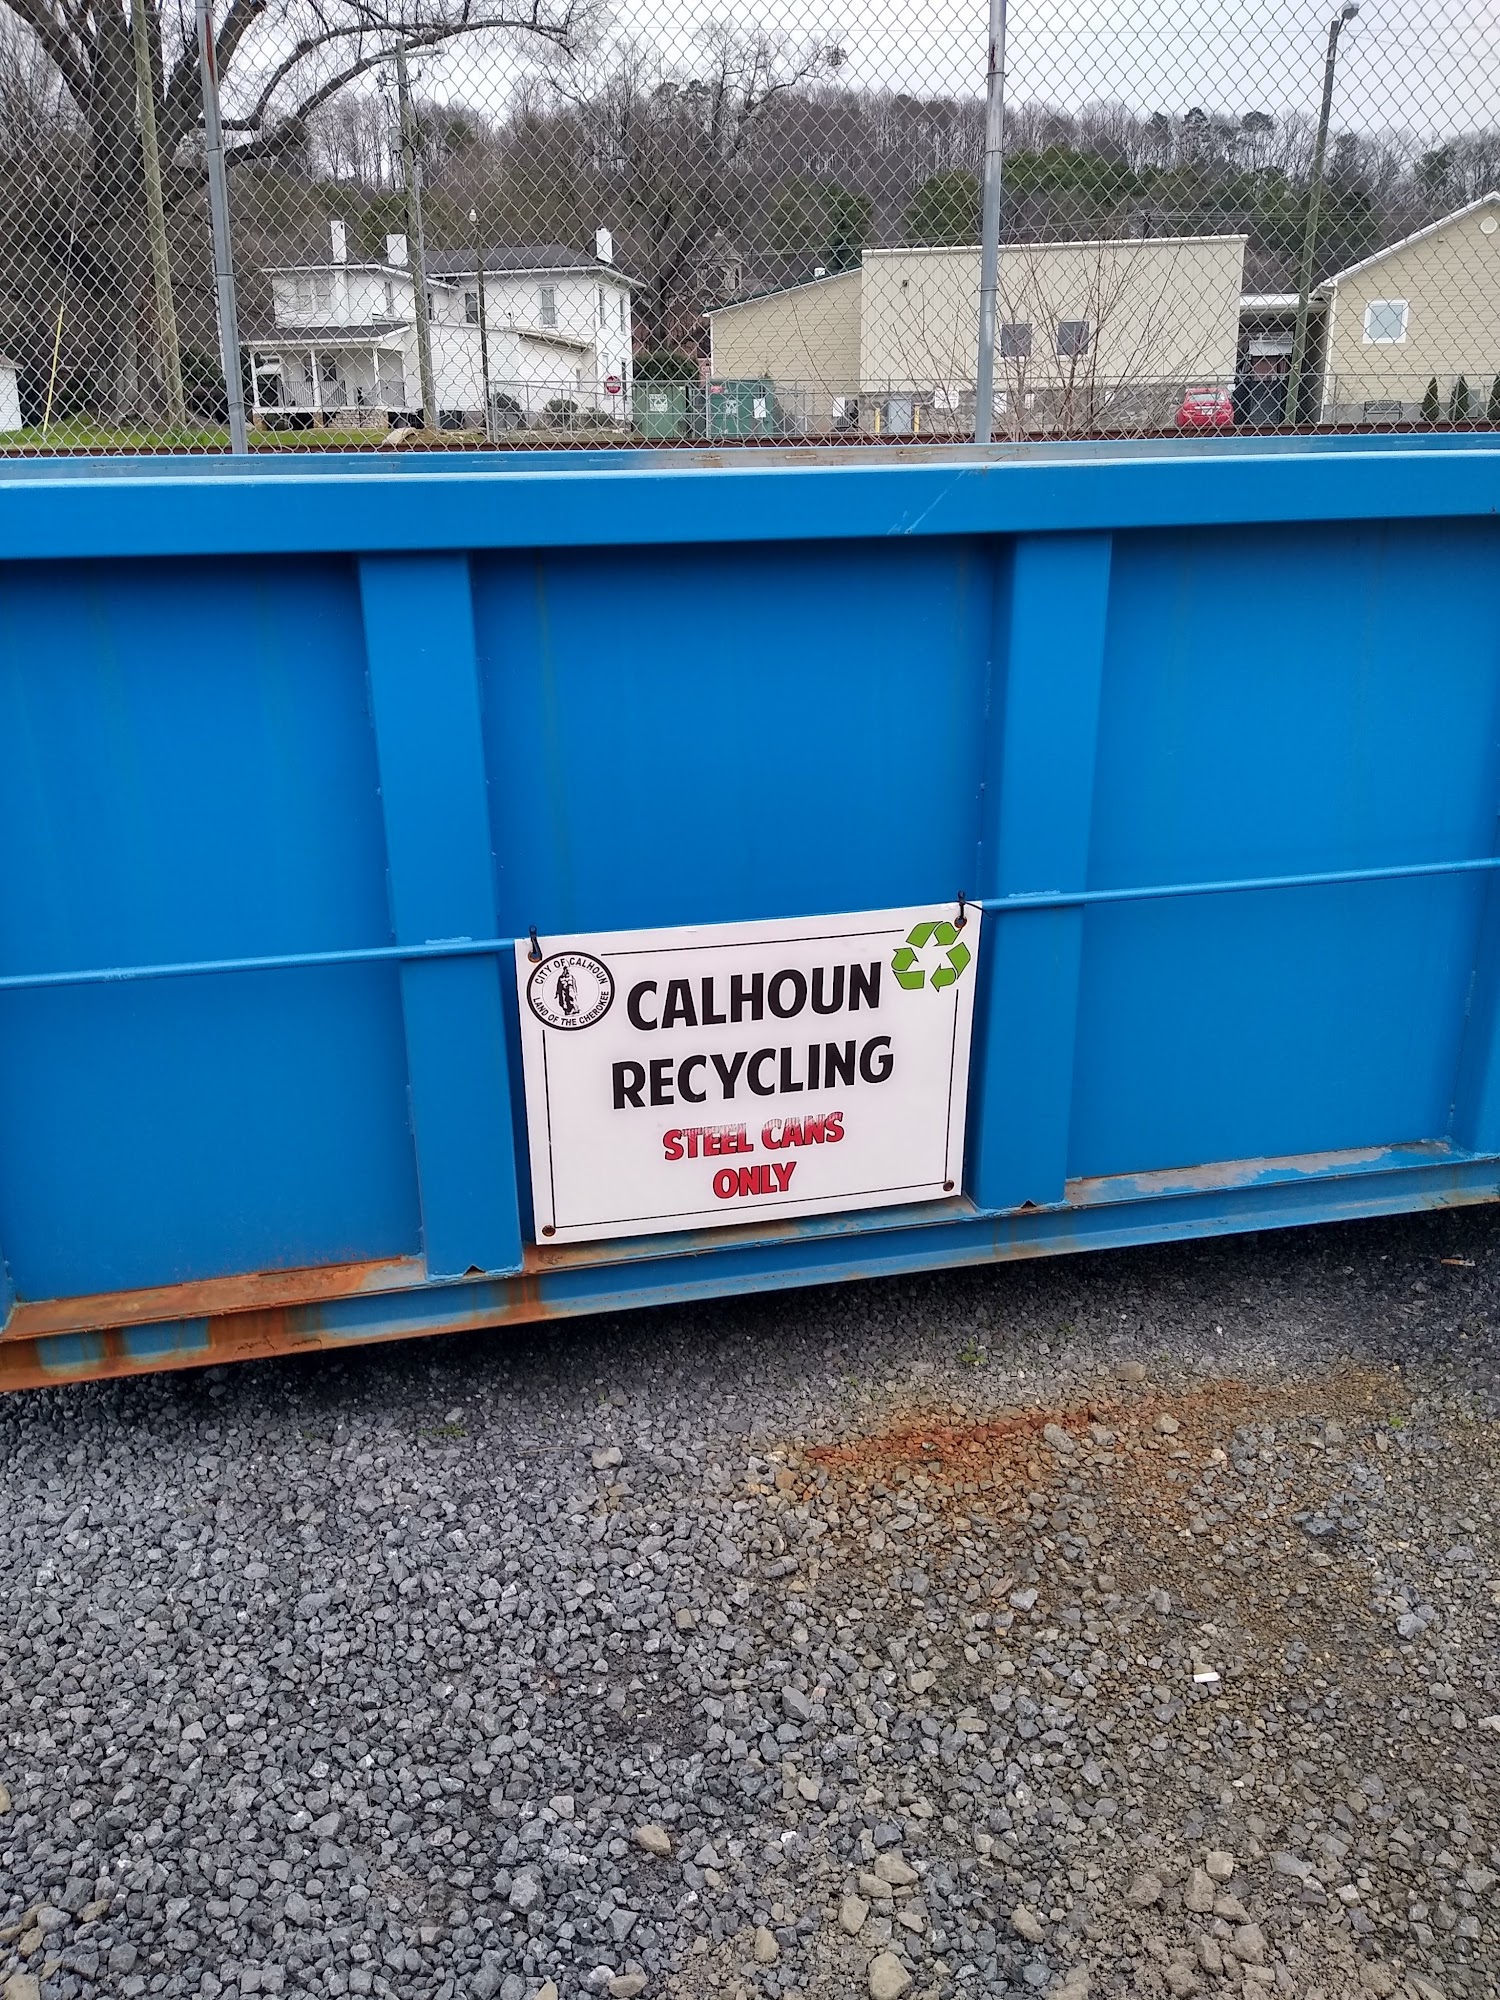 CITY OF CALHOUN
LAND OF THE CHEROKEE
CALHOUN
RECYCLING
STEEL CANS
ONLY